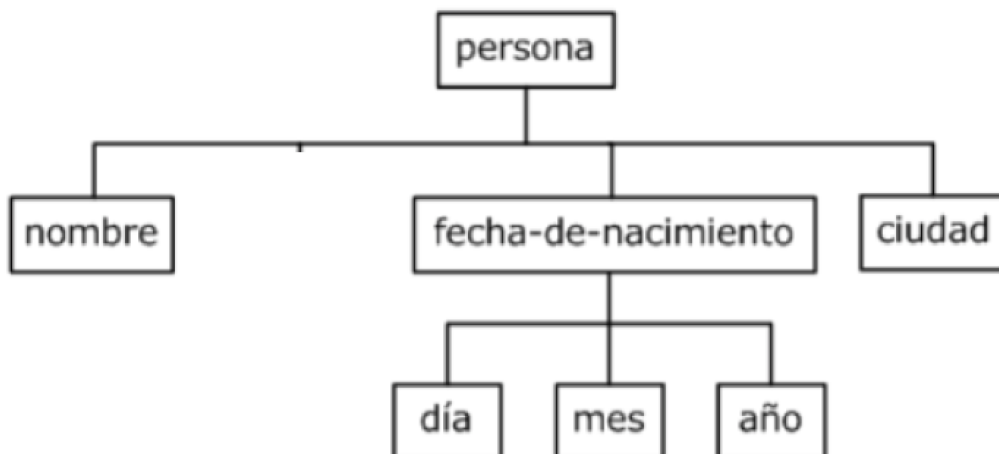 persona
nombre
fecha-de-nacimiento
ciudad
día
mes
año